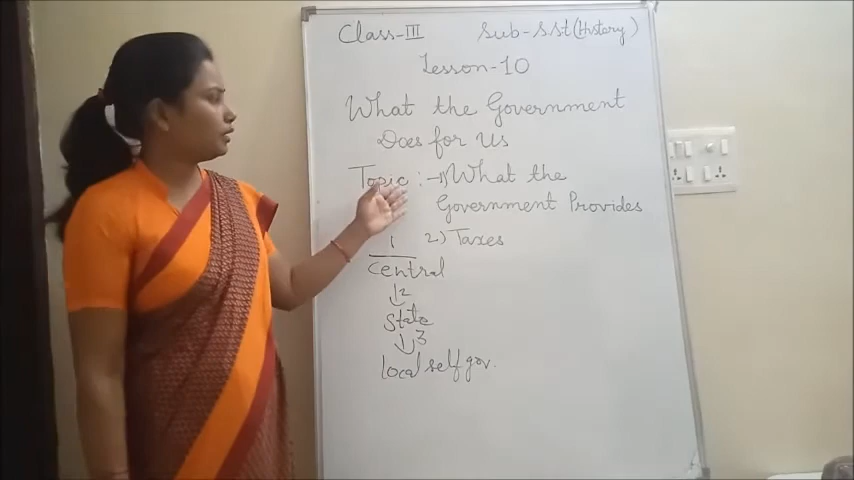 Class-III Sub-SSt(History)
Lesson-10
What the Government
Does for Us
Topic :-1)What the
Government Provides
1 2) Taxes
Central
↓2
State
↓3
local self gov.